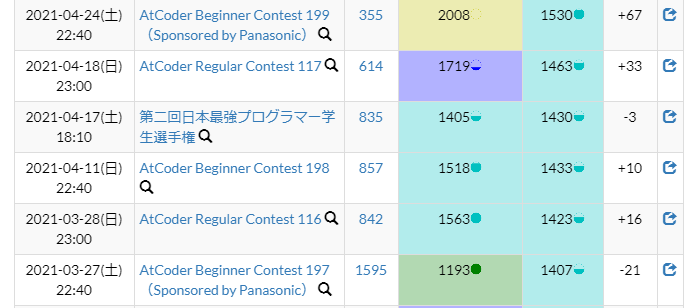 2021-04-24(土) AtCoder Beginner Contest 199 355 2008 1530 +67
22:40 （Sponsored by Panasonic）
2021-04-18(日) AtCoder Regular Contest 117 614 1719 1463 +33
23:00
2021-04-17(土) 第二回日本最強プログラマー学 835 1405 1430 -3
18:10 生選手権
2021-04-11(日) AtCoder Beginner Contest 198 857 1518 1433 +10
22:40
2021-03-28(日) AtCoder Regular Contest 116 842 1563 1423 +16
23:00
2021-03-27(土) AtCoder Beginner Contest 197 1595 1193 1407 -21
22:40 （Sponsored by Panasonic）